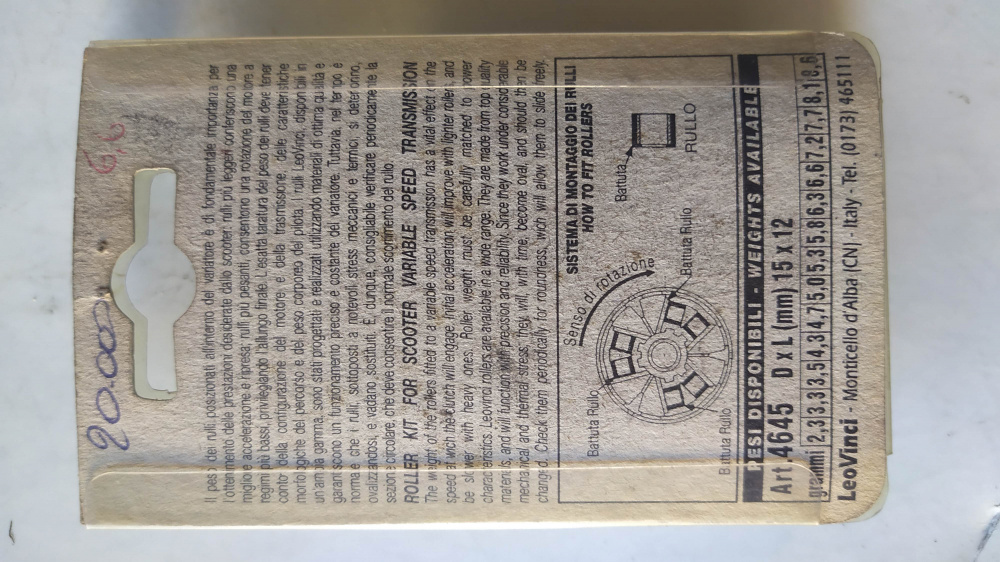 20.000
6,6
Il peso dei rulli, posizionati all'interno del variatore è di fondamentale importanza per
l'ottenimento delle prestazioni desiderate dallo scooter: rulli più leggeri conferiscono una
migliore accelerazione e ripresa, rulli più pesanti, consentono una rotazione del motore a
regimi più bassi, privilegiando l'allungo finale. L'esatta taratura del peso dei rulli deve tener
conto della configurazione del motore, e della trasmissione, delle caratteristiche
morfologiche del percorso e del peso corporeo del pilota. I rulli LeoVinci, disponibili in
un'ampia gamma, sono stati progettati e realizzati utilizzando materiali di ottima qualità e
garantiscono un funzionamento preciso e costante del variatore. Tuttavia, nel tempo è
normale che i rulli, sottoposti a notevoli stress meccanici e termici, si deteriorino,
ovalizzandosi, e vadano, sostituiti. E', dunque, consigliabile verificare periodicamente la
sezione circolare, che deve consentire il normale scorrimento del rullo.
ROLLER KIT FOR SCOOTER VARIABLE SPEED TRANSMISSION
The weight of the rollers fitted to a variable speed transmission has a vital effect on the
speed at which the clutch will engage. Initial acceleration will improve with lighter rollers, and
be slower with heavy ones. Roller weight must be carefully matched to power
characteristics. Leovinci rollers are available in a wide range. They are made from top quality
materials, and will function with precision and reliability. Since they work under considerable
mechanical and thermal stress, they will, with time, become oval, and should then be
changed. Check them periodically for roundness, wich will allow them to slide freely.
SISTEMA DI MONTAGGIO DEI RULLI
HOW TO FIT ROLLERS
Senso di rotazione
Battuta
RULLO
Battuta Rullo
Battuta Rullo
Battuta Rullo
PESI DISPONIBILI - WEIGHTS AVAILABLE
Art. 4645 D x L (mm) 15 x 12
grammi 2,3 3,3 3,5 4,3 4,7 5,0 5,3 5,8 6,3 6,6 7,2 7,7 8,1 8,6
LeoVinci - Monticello d'Alba (CN) - Italy - Tel. (0173) 465111